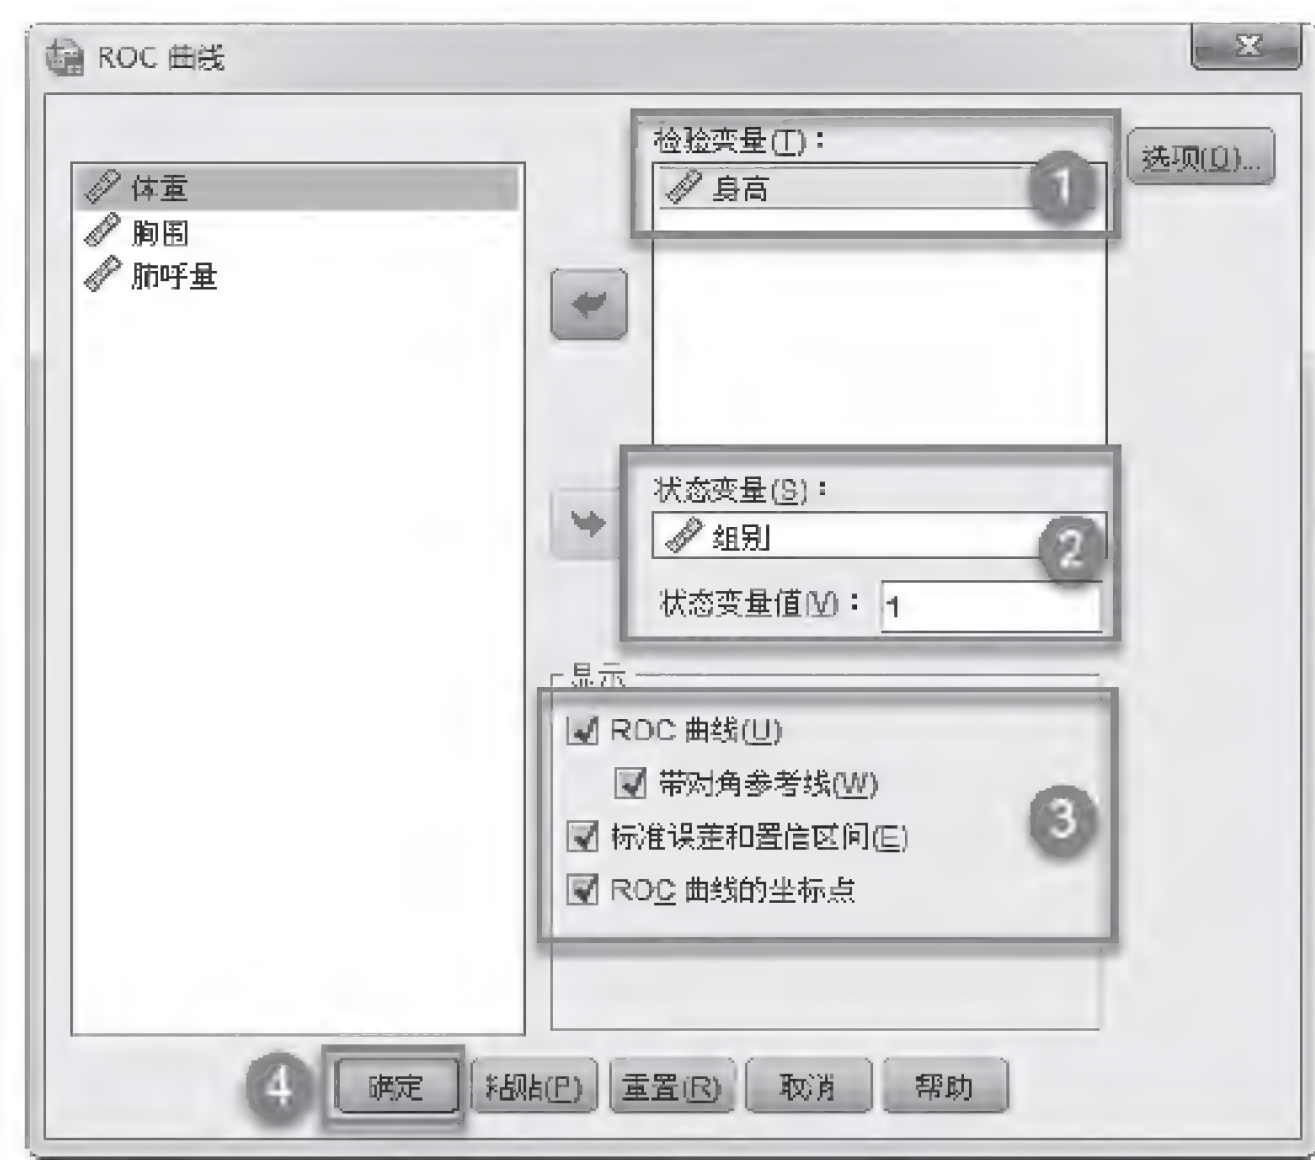 ROC 曲线
检验变量(T)：
选项(O)...
体重
身高
1
胸围
肺呼量
状态变量(S)：
组别
2
状态变量值(V)： 1
显示
ROC 曲线(U)
带对角参考线(W)
3
标准误差和置信区间(E)
ROC 曲线的坐标点
4 确定 粘贴(P) 重置(R) 取消 帮助